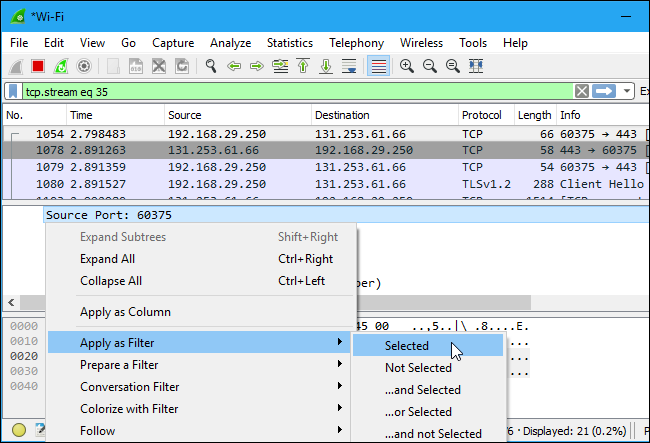 *Wi-Fi
File Edit View Go Capture Analyze Statistics Telephony Wireless Tools Help
tcp.stream eq 35
No. Time Source Destination Protocol Length Info
1054 2.798483 192.168.29.250 131.253.61.66 TCP 66 60375 → 443 [
1078 2.891263 131.253.61.66 192.168.29.250 TCP 58 443 → 60375 [
1079 2.891359 192.168.29.250 131.253.61.66 TCP 54 60375 → 443 [
1080 2.891527 192.168.29.250 131.253.61.66 TLSv1.2 288 Client Hello
Source Port: 60375
Expand Subtrees Shift+Right
Expand All Ctrl+Right
Collapse All Ctrl+Left
ber)
Apply as Column
0000 45 00 ..,5..|\ .8....E.
0010
Apply as Filter Selected
0020
Prepare a Filter Not Selected
0030
Conversation Filter ...and Selected
0040
Colorize with Filter ...or Selected
Follow ...and not Selected
Displayed: 21 (0.2%)